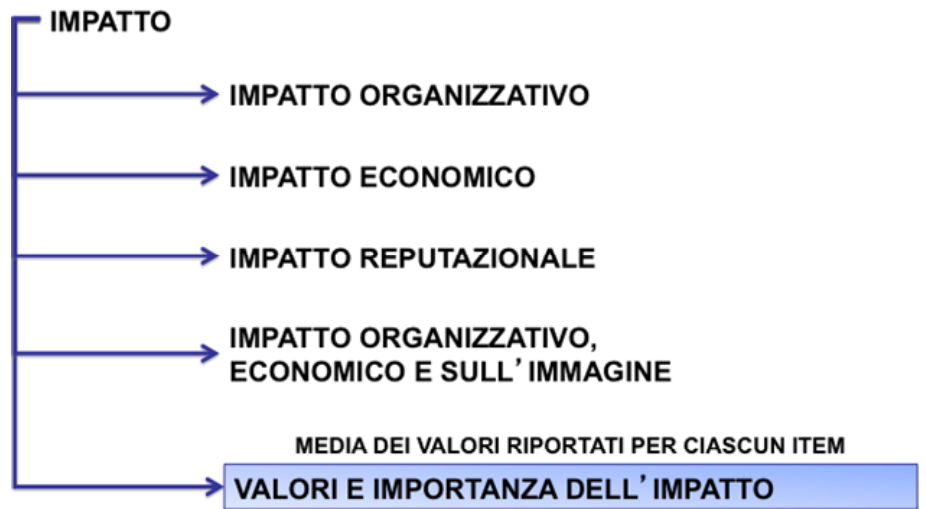 IMPATTO
IMPATTO ORGANIZZATIVO
IMPATTO ECONOMICO
IMPATTO REPUTAZIONALE
IMPATTO ORGANIZZATIVO,
ECONOMICO E SULL’IMMAGINE
MEDIA DEI VALORI RIPORTATI PER CIASCUN ITEM
VALORI E IMPORTANZA DELL’IMPATTO